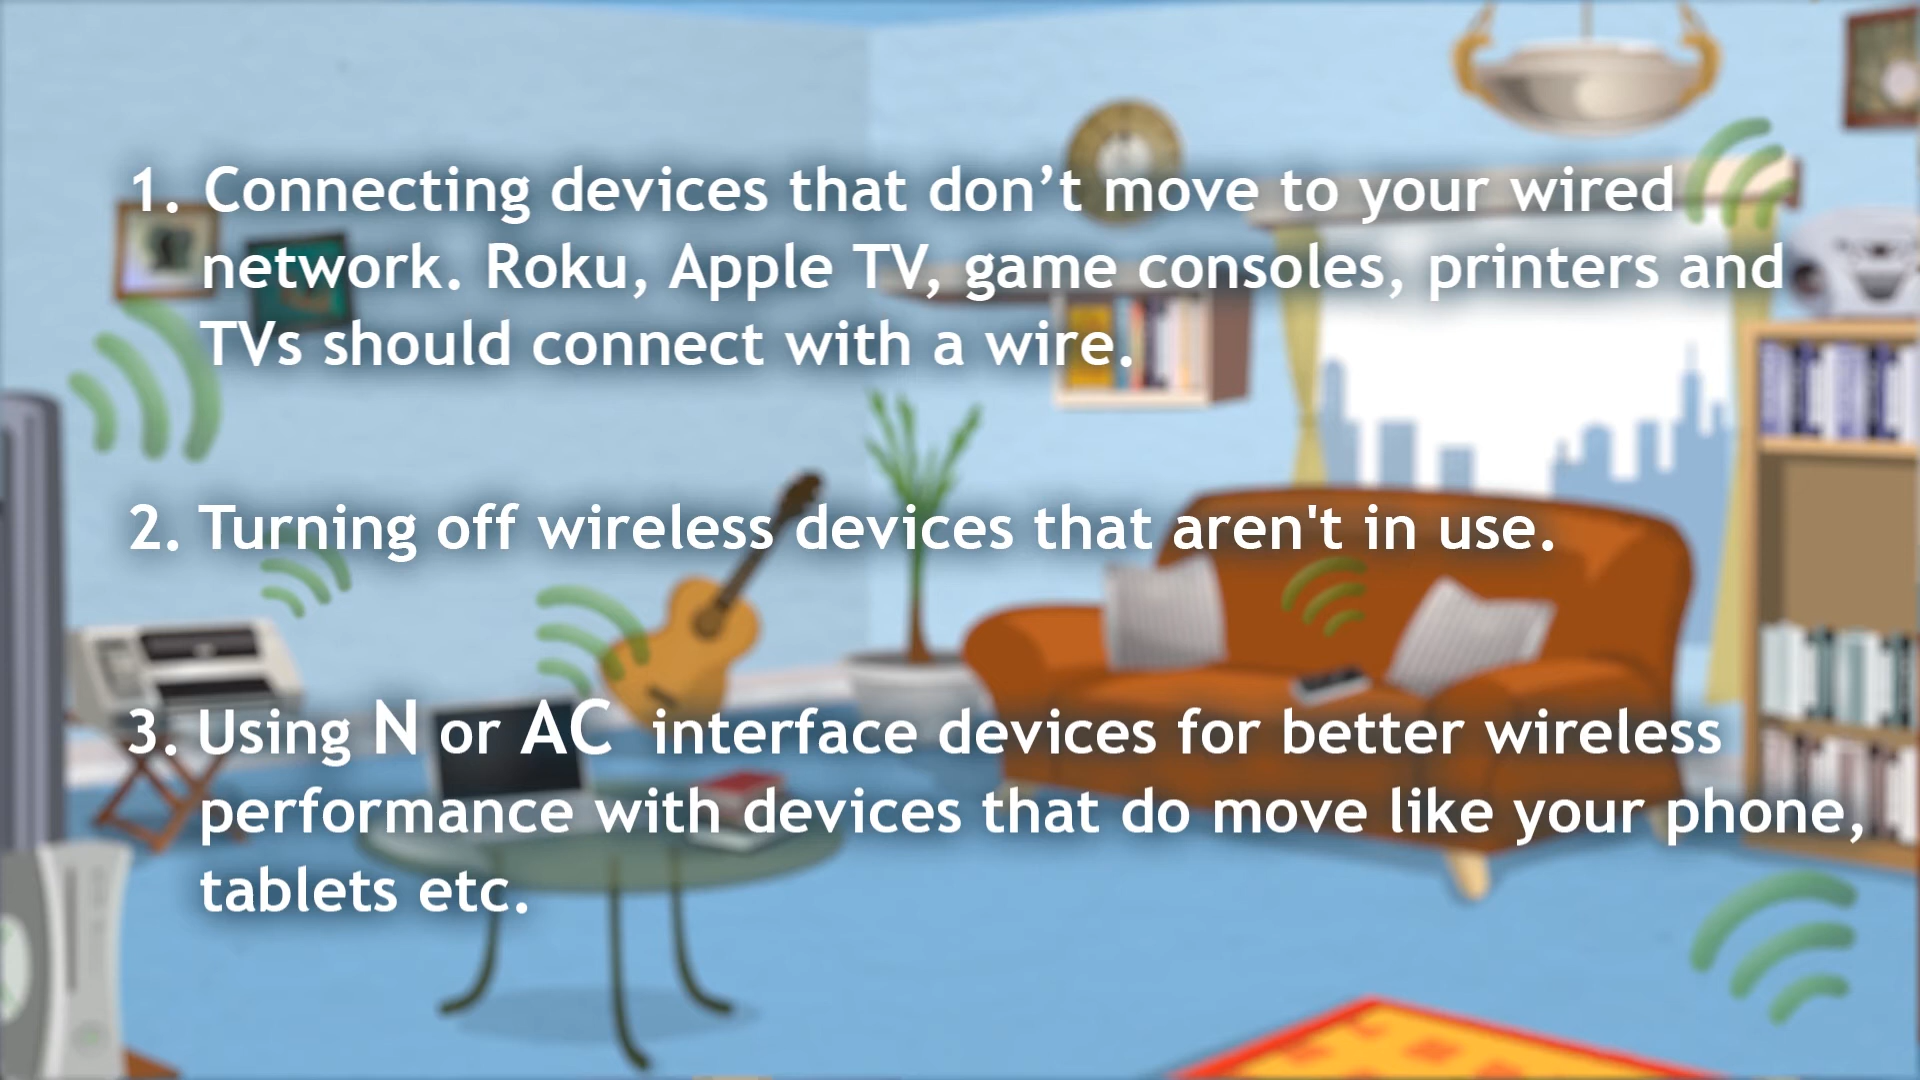 1. Connecting devices that don’t move to your wired
network. Roku, Apple TV, game consoles, printers and
TVs should connect with a wire.
2. Turning off wireless devices that aren't in use.
3. Using N or AC interface devices for better wireless
performance with devices that do move like your phone,
tablets etc.